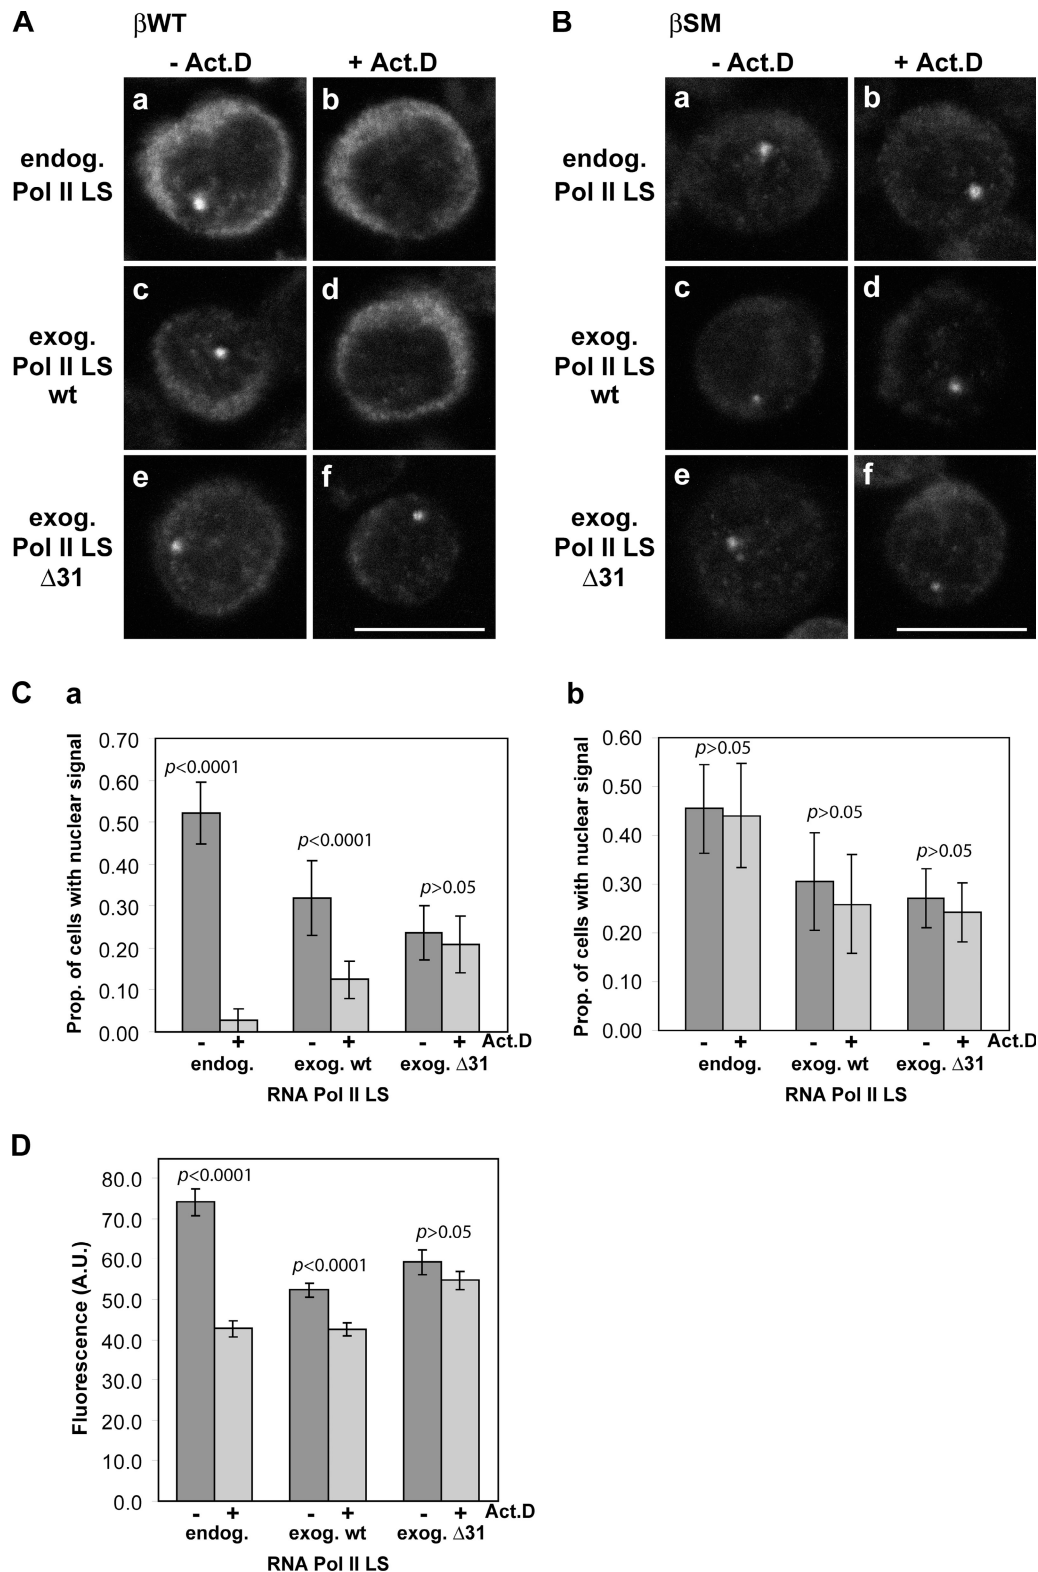 A βWT
- Act.D + Act.D
a b
endog.
Pol II LS
c d
exog.
Pol II LS
wt
e f
exog.
Pol II LS
Δ31
B βSM
- Act.D + Act.D
a b
endog.
Pol II LS
c d
exog.
Pol II LS
wt
e f
exog.
Pol II LS
Δ31
C a
Prop. of cells with nuclear signal
0.70
0.60
0.50
0.40
0.30
0.20
0.10
0.00
p<0.0001
p<0.0001
p>0.05
- + - + - + Act.D
endog. exog. wt exog. Δ31
RNA Pol II LS
b
Prop. of cells with nuclear signal
0.60
0.50
0.40
0.30
0.20
0.10
0.00
p>0.05
p>0.05
p>0.05
- + - + - + Act.D
endog. exog. wt exog. Δ31
RNA Pol II LS
D
Fluorescence (A.U.)
80.0
70.0
60.0
50.0
40.0
30.0
20.0
10.0
0.0
p<0.0001
p<0.0001
p>0.05
- + - + - + Act.D
endog. exog. wt exog. Δ31
RNA Pol II LS